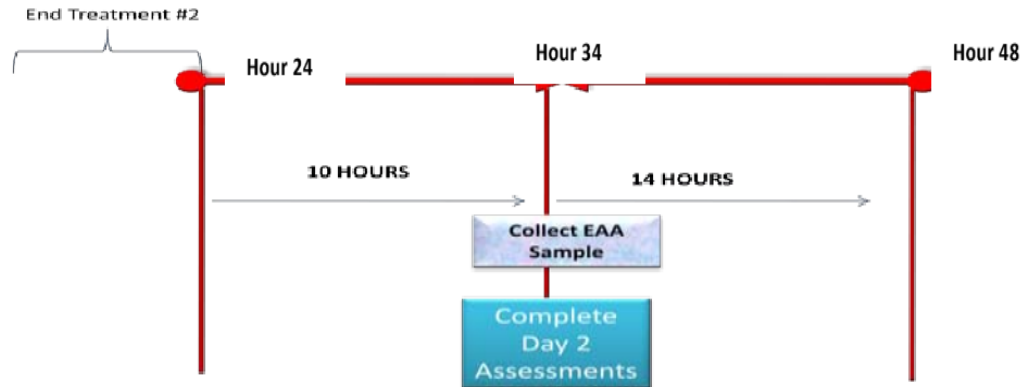 End Treatment #2
Hour 24
Hour 34
Hour 48
10 HOURS
14 HOURS
Collect EAA
Sample
Complete
Day 2
Assessments